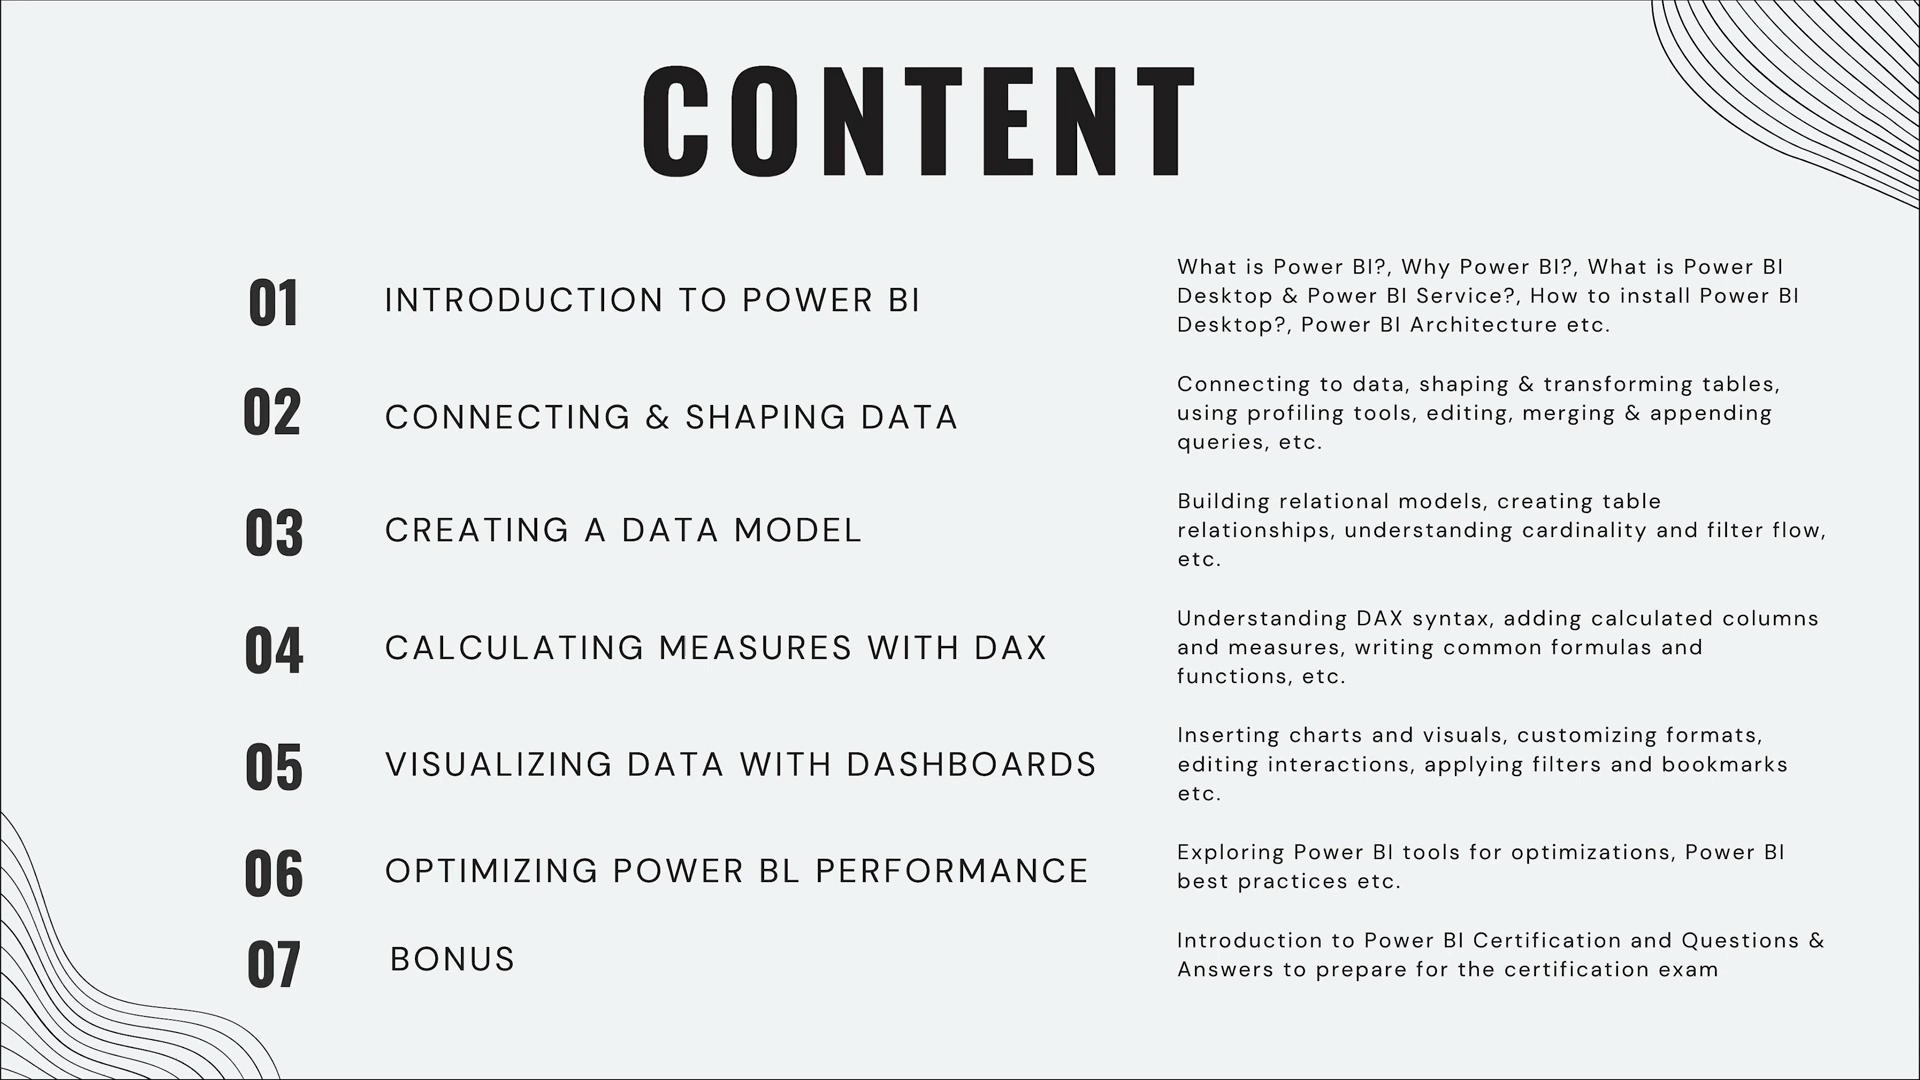 CONTENT
01
INTRODUCTION TO POWER BI
What is Power BI?, Why Power BI?, What is Power BI
Desktop & Power BI Service?, How to install Power BI
Desktop?, Power BI Architecture etc.
02
CONNECTING & SHAPING DATA
Connecting to data, shaping & transforming tables,
using profiling tools, editing, merging & appending
queries, etc.
03
CREATING A DATA MODEL
Building relational models, creating table
relationships, understanding cardinality and filter flow,
etc.
04
CALCULATING MEASURES WITH DAX
Understanding DAX syntax, adding calculated columns
and measures, writing common formulas and
functions, etc.
05
VISUALIZING DATA WITH DASHBOARDS
Inserting charts and visuals, customizing formats,
editing interactions, applying filters and bookmarks
etc.
06
OPTIMIZING POWER BL PERFORMANCE
Exploring Power BI tools for optimizations, Power BI
best practices etc.
07
BONUS
Introduction to Power BI Certification and Questions &
Answers to prepare for the certification exam